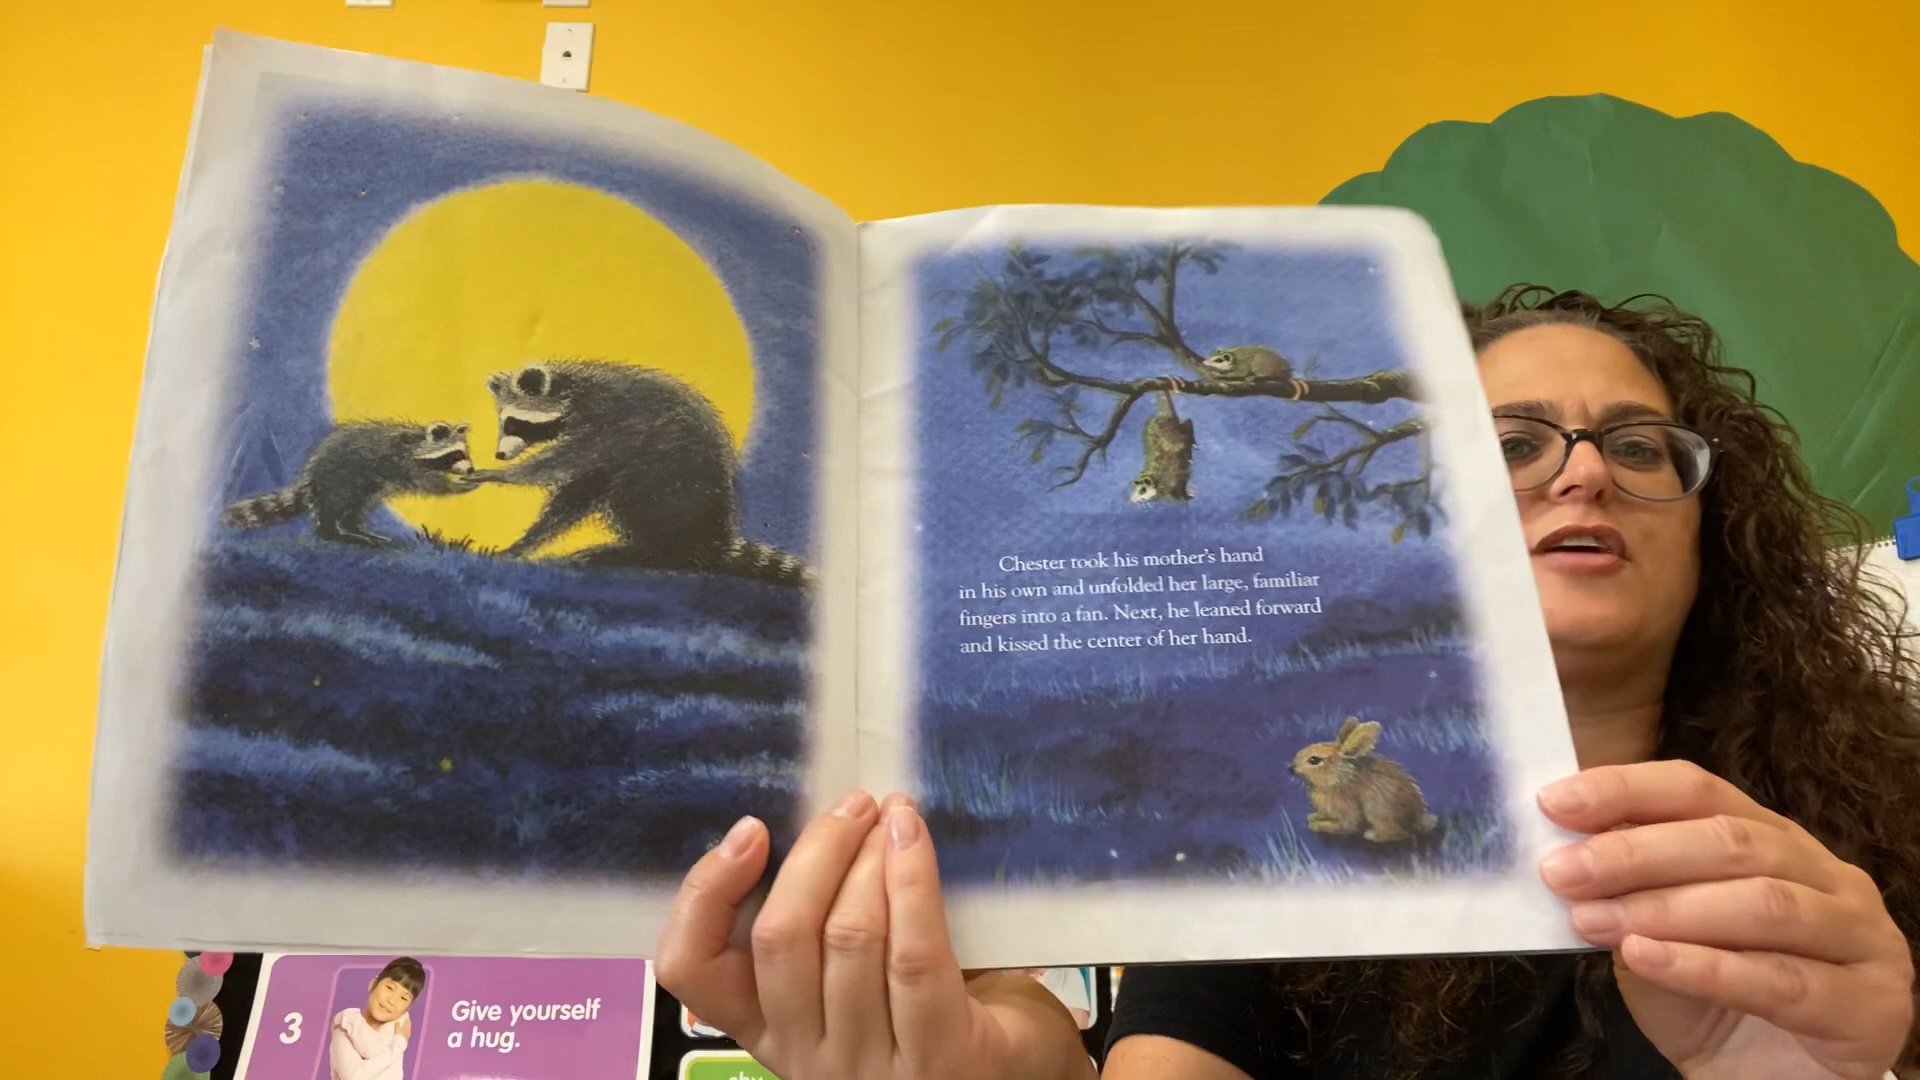 Chester took his mother's hand
in his own and unfolded her large, familiar
fingers into a fan. Next, he leaned forward
and kissed the center of her hand.
3
Give yourself
a hug.